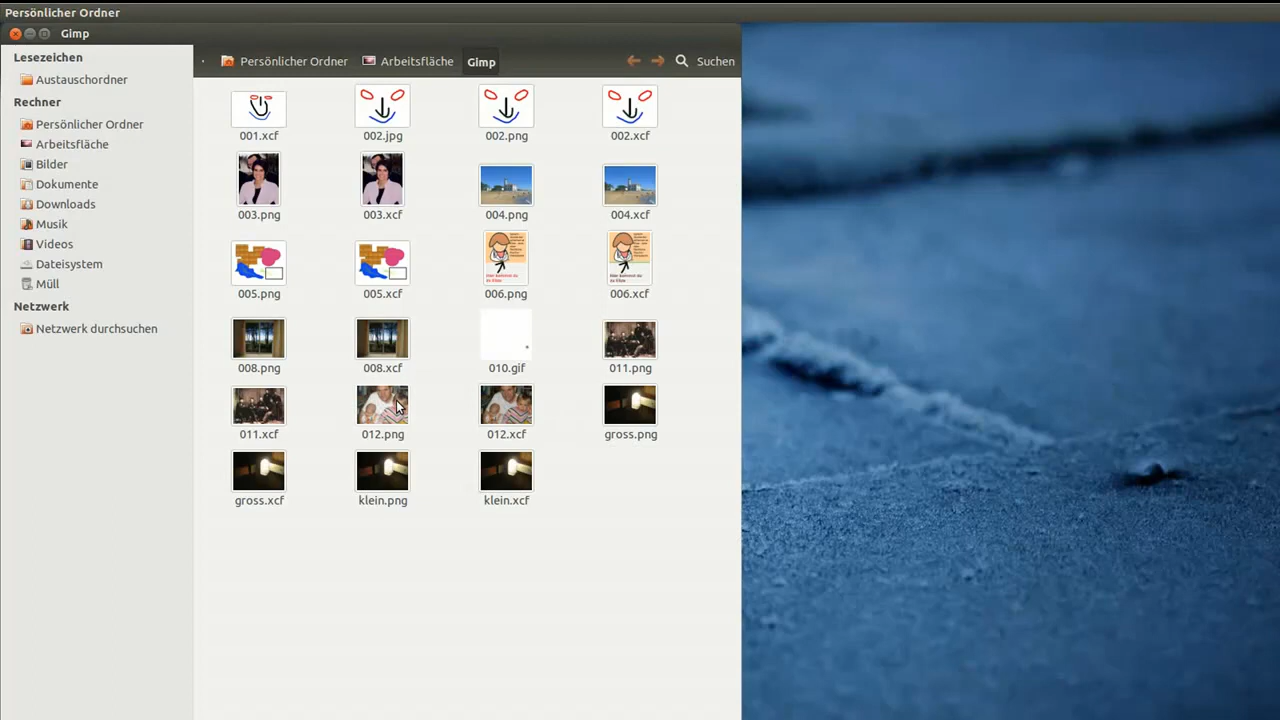 Persönlicher Ordner
Gimp
Lesezeichen
Austauschordner
Rechner
Persönlicher Ordner
Arbeitsfläche
Bilder
Dokumente
Downloads
Musik
Videos
Dateisystem
Müll
Netzwerk
Netzwerk durchsuchen
Persönlicher Ordner Arbeitsfläche Gimp Suchen
001.xcf 002.jpg 002.png 002.xcf
003.png 003.xcf 004.png 004.xcf
005.png 005.xcf 006.png 006.xcf
008.png 008.xcf 010.gif 011.png
011.xcf 012.png 012.xcf gross.png
gross.xcf klein.png klein.xcf